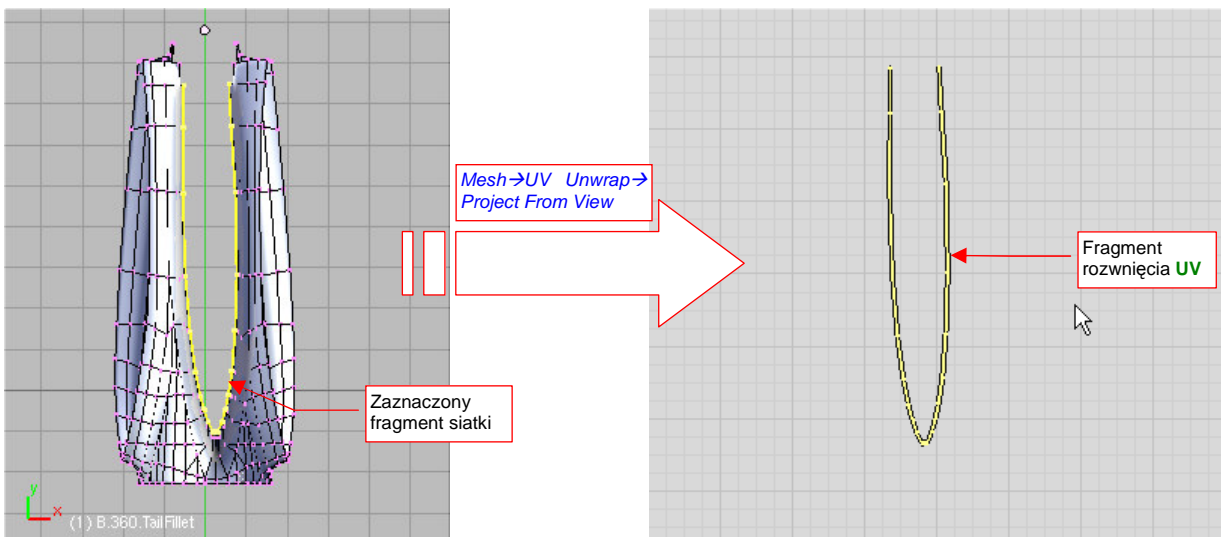 Mesh→UV Unwrap→
Project From View
Fragment
rozwnięcia UV
Zaznaczony
fragment siatki
y
x
(1) B.360.TailFillet